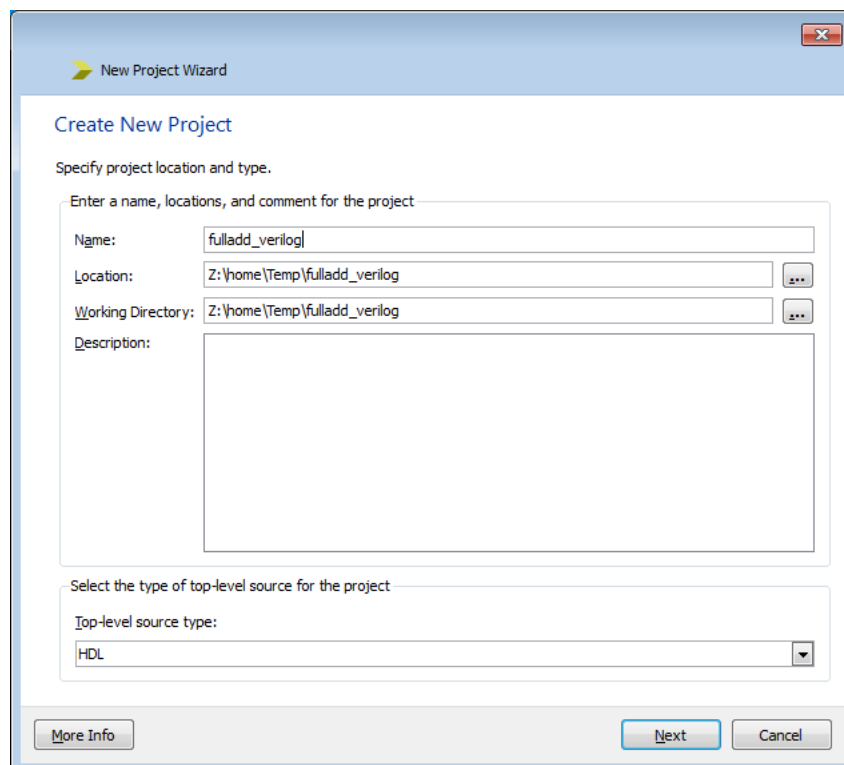 New Project Wizard
Create New Project
Specify project location and type.
Enter a name, locations, and comment for the project
Name: fulladd_verilog
Location: Z:\home\Temp\fulladd_verilog ...
Working Directory: Z:\home\Temp\fulladd_verilog ...
Description:
Select the type of top-level source for the project
Top-level source type:
HDL
More Info Next Cancel